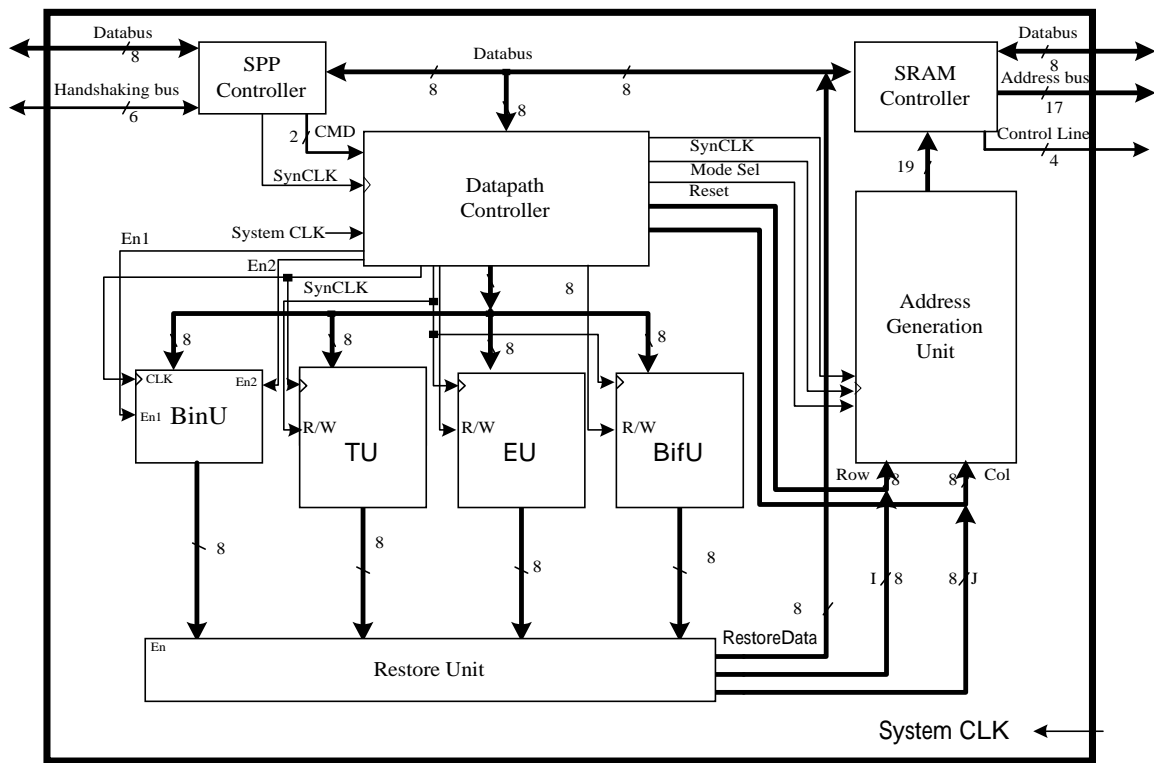 Databus
8
SPP
Controller
Handshaking bus
6
Databus
8
8
8
SRAM
Controller
Databus
8
Address bus
17
Control Line
4
2
CMD
SynCLK
System CLK
Datapath
Controller
SynCLK
Mode Sel
Reset
19
Address
Generation
Unit
En1
En2
SynCLK
8
8
8
8
8
CLK
En2
En1
BinU
R/W
TU
R/W
EU
R/W
BifU
Row
8
8
Col
8
8
8
8
I
8
8
J
8
RestoreData
En
Restore Unit
System CLK